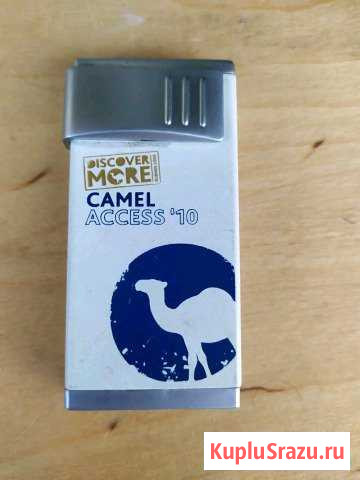 DISCOVER
MORE
CAMEL
ACCESS '10
KupluSrazu.ru